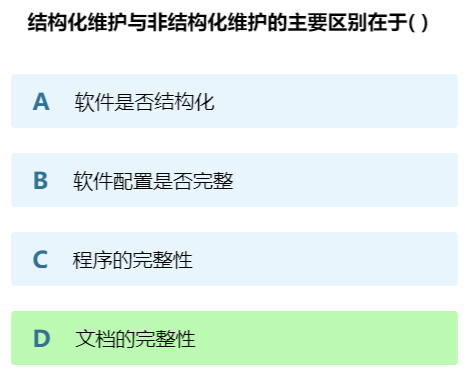 结构化维护与非结构化维护的主要区别在于( )
A 软件是否结构化
B 软件配置是否完整
C 程序的完整性
D 文档的完整性